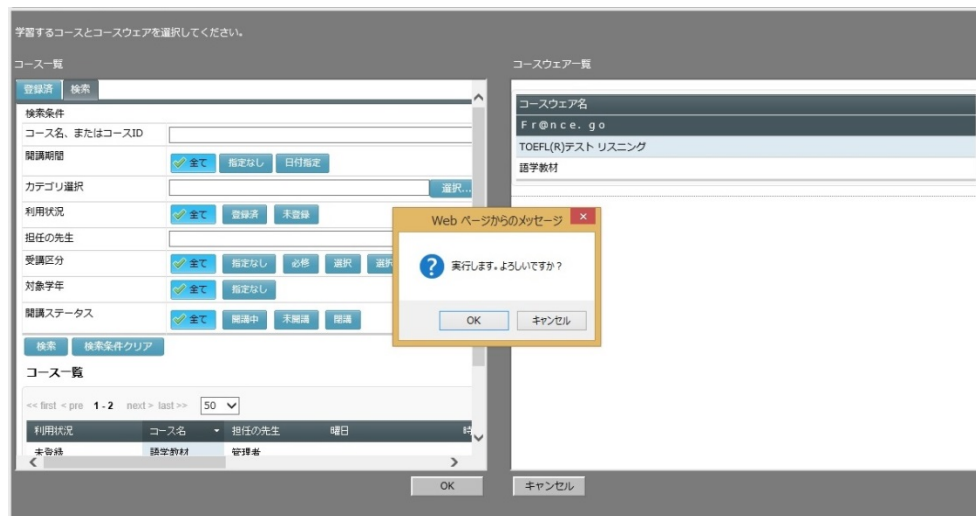 学習するコースとコースウェアを選択してください。
コース一覧
登録済 検索
検索条件
コース名、またはコースID
開講期間 全て 指定なし 日付指定
カテゴリ選択 選択...
利用状況 全て 登録済 未登録
担任の先生
受講区分 全て 指定なし 必修 選択 選択
対象学年 全て 指定なし
開講ステータス 全て 開講中 未開講 閉講
検索 検索条件クリア
コース一覧
<< first < pre 1 - 2 next > last >> 50
利用状況 コース名 担任の先生 曜日 時
未登録 語学教材 管理者
OK
コースウェア一覧
コースウェア名
Fr@nce. go
TOEFL(R)テスト リスニング
語学教材
キャンセル
Web ページからのメッセージ
実行します。よろしいですか？
OK キャンセル